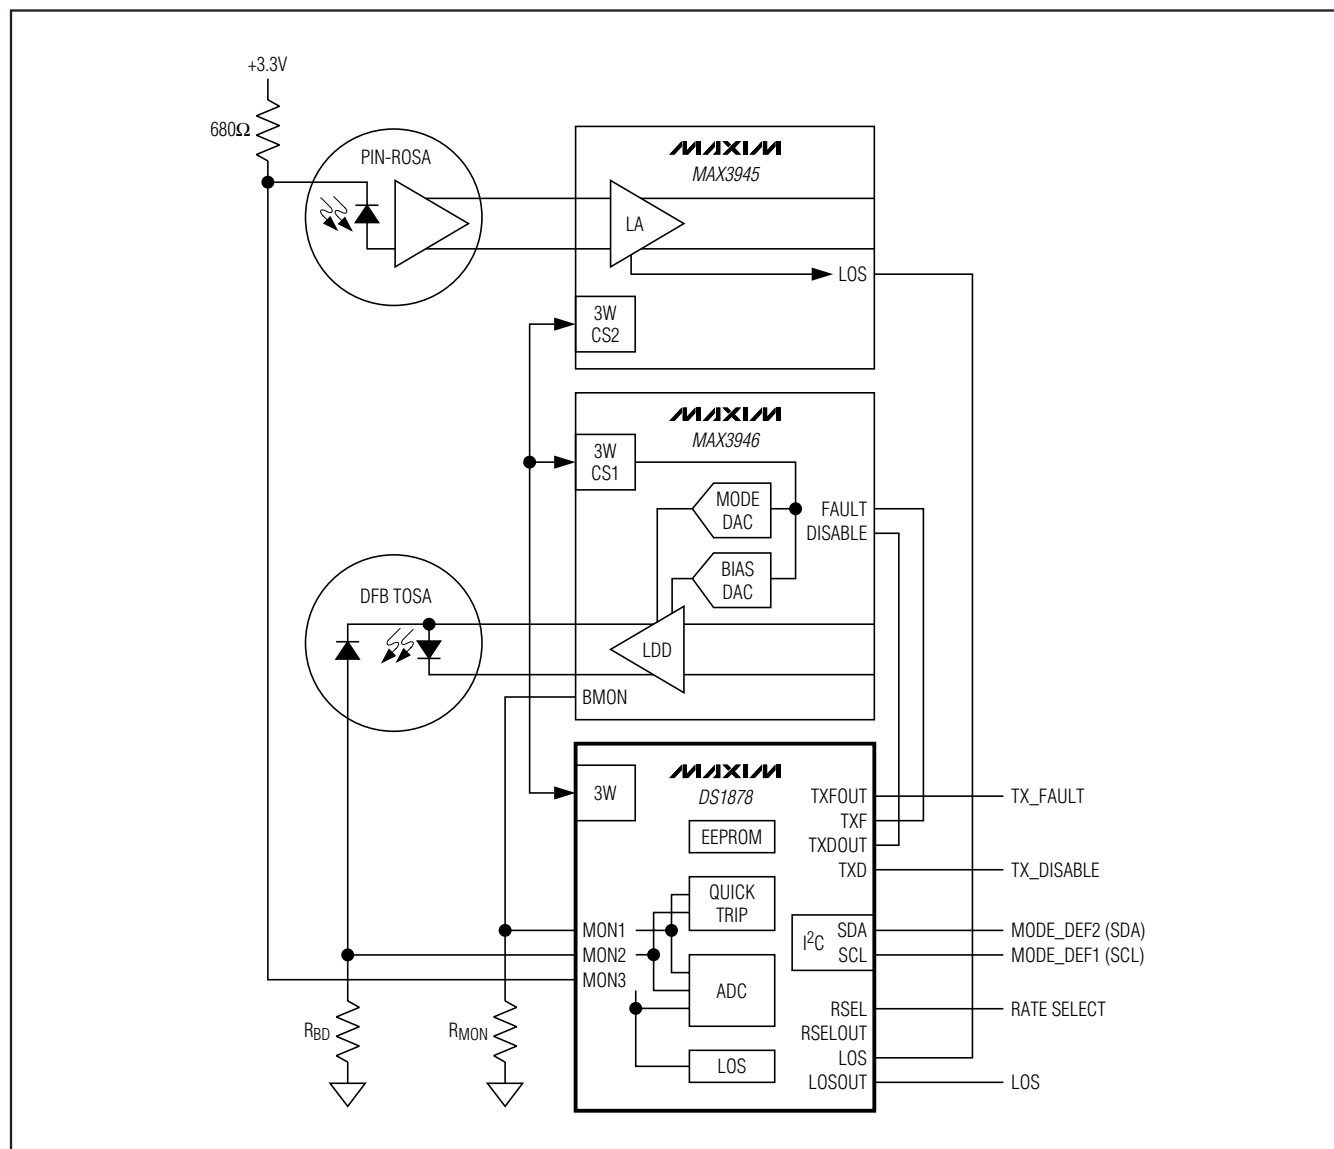 +3.3V
680Ω
PIN-ROSA
MAXIM
MAX3945
LA
LOS
3W
CS2
MAXIM
MAX3946
3W
CS1
MODE
DAC
FAULT
DISABLE
BIAS
DAC
DFB TOSA
LDD
BMON
MAXIM
DS1878
3W
EEPROM
QUICK
TRIP
MON1
MON2
MON3
ADC
LOS
TXFOUT
TXF
TXDOUT
TXD
I²C
SDA
SCL
RSEL
RSELOUT
LOS
LOSOUT
TX_FAULT
TX_DISABLE
MODE_DEF2 (SDA)
MODE_DEF1 (SCL)
RATE SELECT
LOS
RBD
RMON